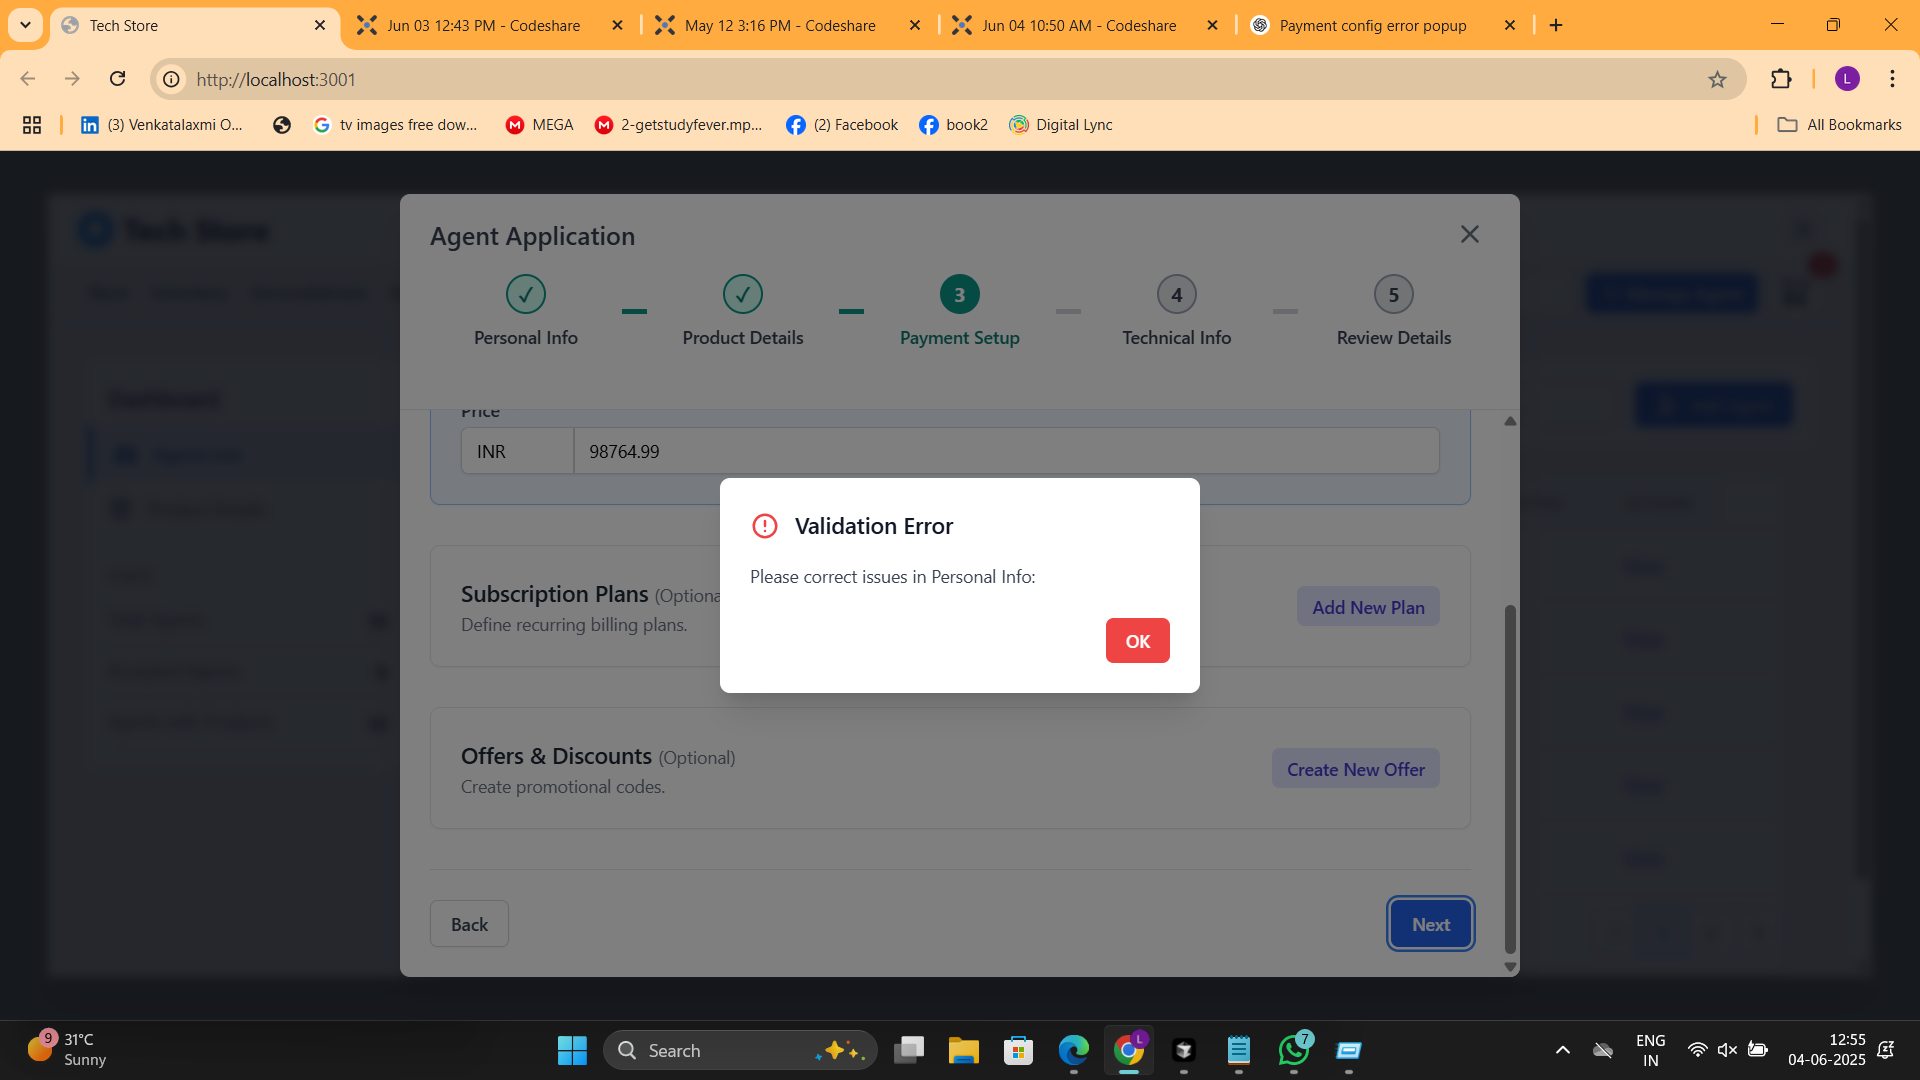 Tech Store
Jun 03 12:43 PM - Codeshare
May 12 3:16 PM - Codeshare
Jun 04 10:50 AM - Codeshare
Payment config error popup
http://localhost:3001
L
(3) Venkatalaxmi O...
tv images free dow...
MEGA
2-getstudyfever.mp...
(2) Facebook
book2
Digital Lync
All Bookmarks
Tech Store
Dashboard
Agent Application
3
4
5
Personal Info
Product Details
Payment Setup
Technical Info
Review Details
Price
INR
98764.99
Validation Error
Please correct issues in Personal Info:
OK
Subscription Plans (Optiona
Define recurring billing plans.
Add New Plan
Offers & Discounts (Optional)
Create promotional codes.
Create New Offer
Back
Next
9
31°C
Sunny
Search
L
7
ENG
IN
12:55
04-06-2025